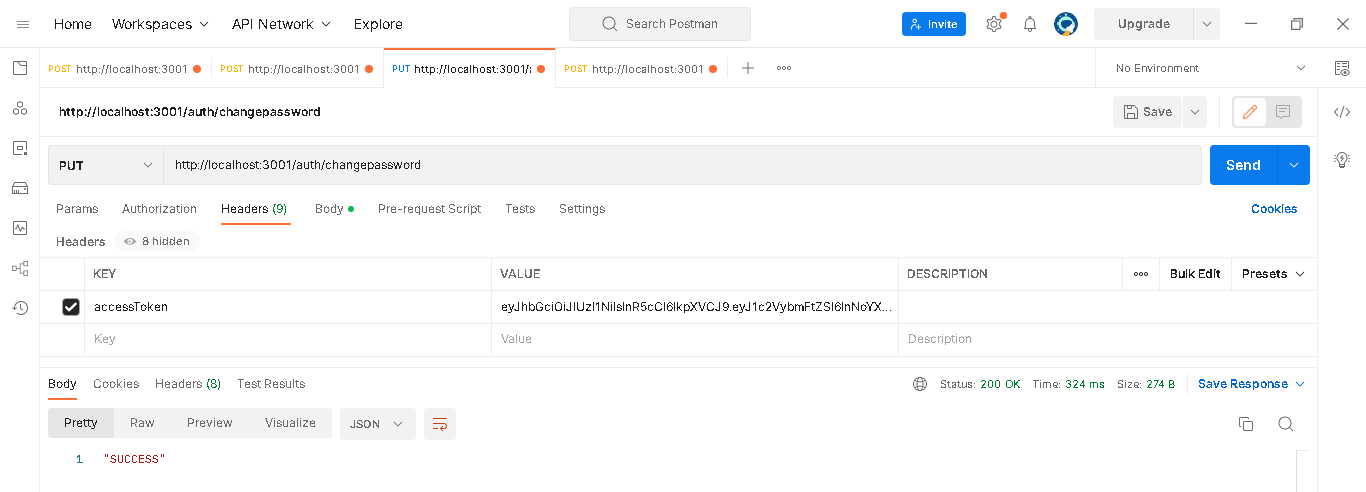 Home Workspaces API Network Explore Search Postman Invite Upgrade
POST http://localhost:3001 POST http://localhost:3001 PUT http://localhost:3001/a POST http://localhost:3001 No Environment
http://localhost:3001/auth/changepassword Save
PUT http://localhost:3001/auth/changepassword Send
Params Authorization Headers (9) Body Pre-request Script Tests Settings Cookies
Headers 8 hidden
KEY VALUE DESCRIPTION Bulk Edit Presets
accessToken eyJhbGciOiJIUzI1NiIsInR5cCI6IkpXVCJ9.eyJ1c2VybmFtZSI6InNoYX...
Key Value Description
Body Cookies Headers (8) Test Results Status: 200 OK Time: 324 ms Size: 274 B Save Response
Pretty Raw Preview Visualize JSON
1 "SUCCESS"